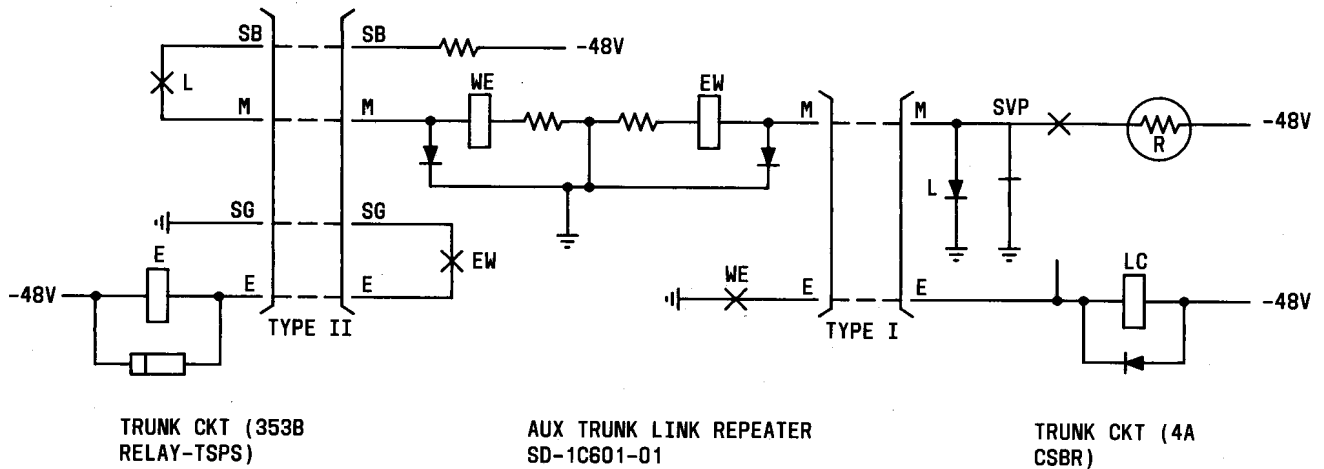 SB SB -48V
L WE EW
M M M M SVP -48V
R
SG SG L
E EW WE LC
-48V E E E E -48V
TYPE II TYPE I
TRUNK CKT (353B RELAY-TSPS)
AUX TRUNK LINK REPEATER
SD-1C601-01
TRUNK CKT (4A
CSBR)